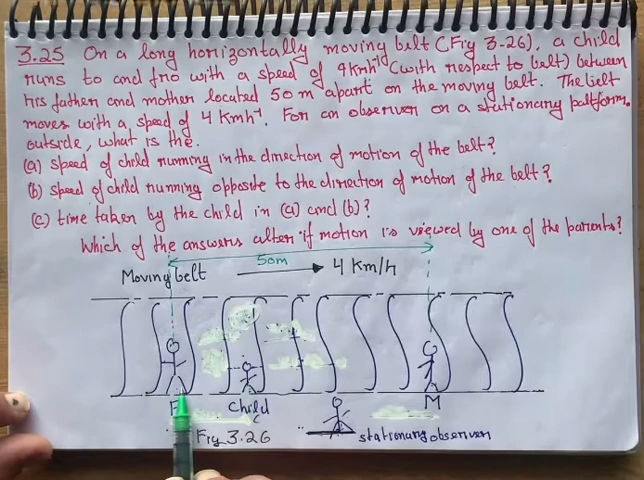 3.25 On a long horizontally moving belt (Fig 3.26), a child
runs to and fro with a speed of 9 Kmh⁻¹ (with respect to belt) between
his father and mother located 50 m apart on the moving belt. The belt
moves with a speed of 4 Kmh⁻¹. For an observer on a stationary paltform.
outside, what is the.
(a) speed of child running in the direction of motion of the belt?
(b) speed of child running opposite to the direction of motion of the belt?
(c) time taken by the child in (a) and (b)?
Which of the answers alter if motion is viewed by one of the parents?
50m
Moving belt → 4 Km/h
F Child M
C
Fig 3.26 stationary observer